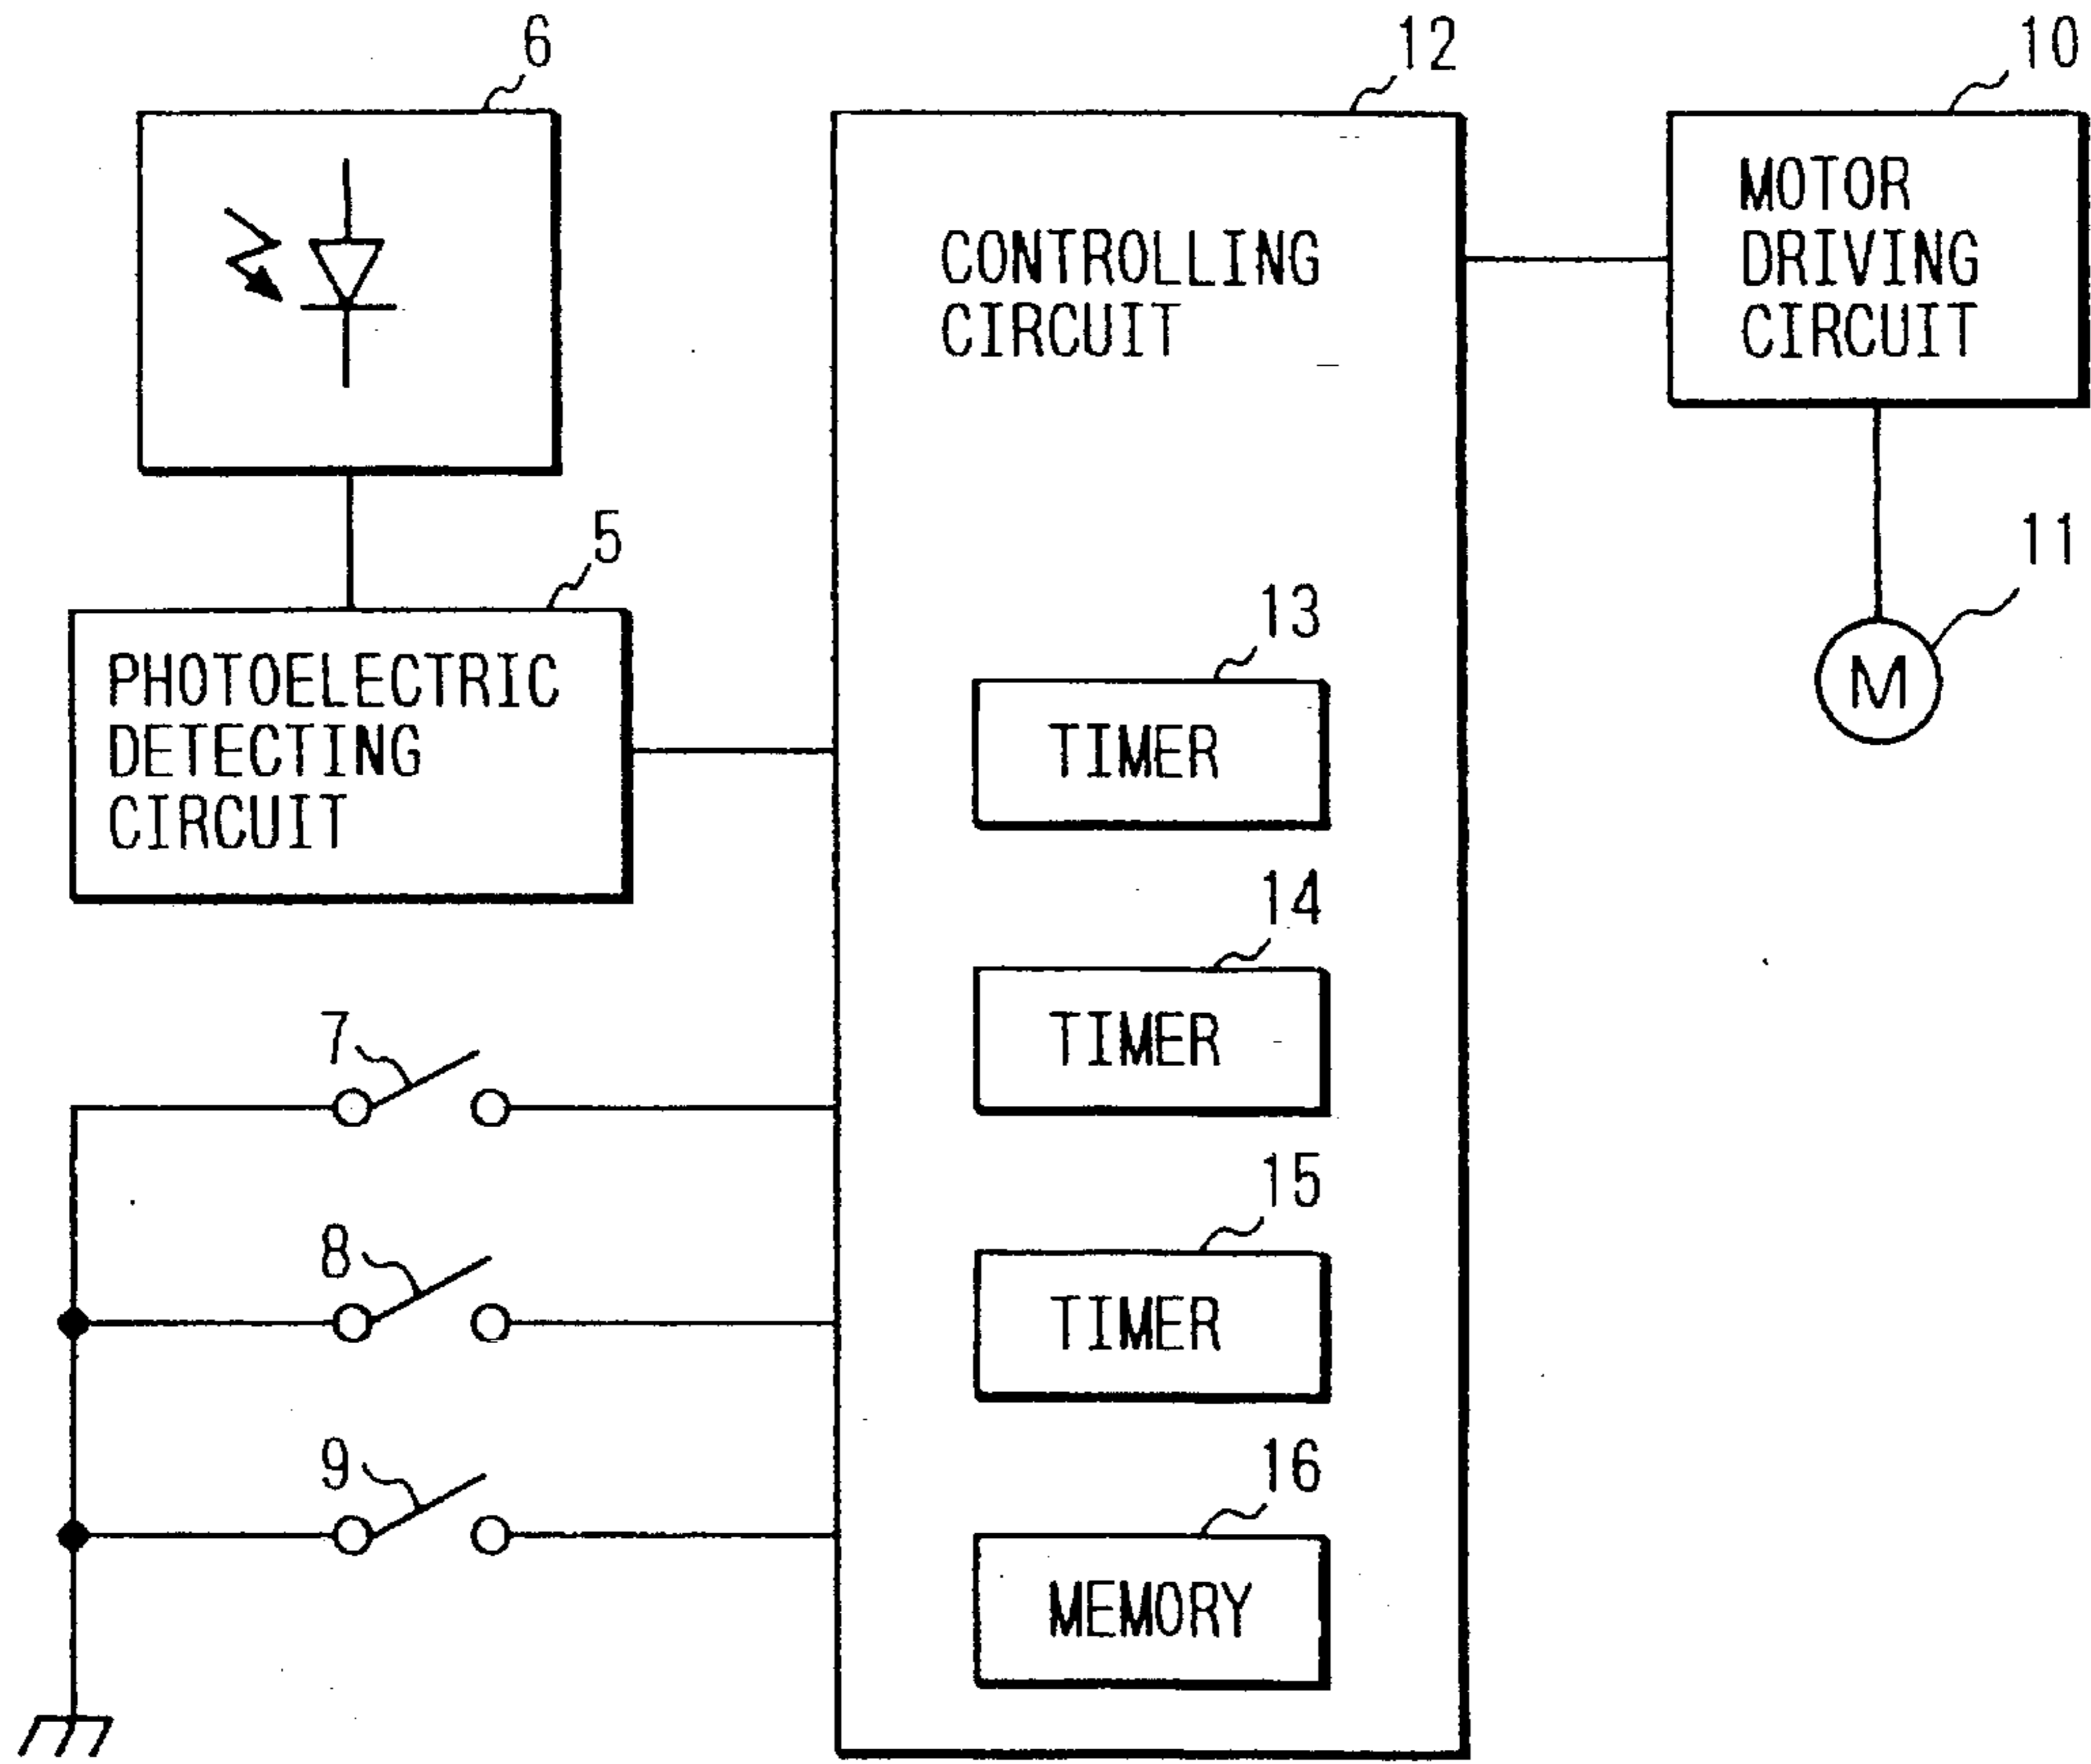 6
12
10
CONTROLLING
CIRCUIT
MOTOR
DRIVING
CIRCUIT
5
PHOTOELECTRIC
DETECTING
CIRCUIT
11
M
13
TIMER
14
TIMER
7
15
TIMER
8
9
16
MEMORY